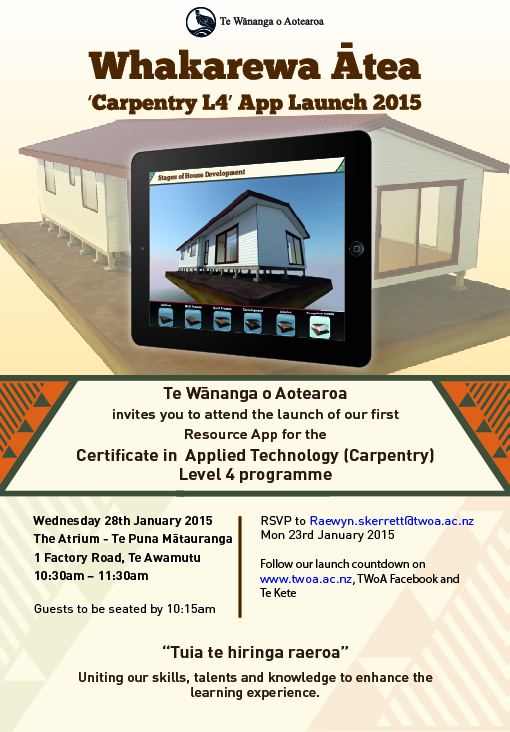 Te Wānanga o Aotearoa
Whakarewa Ātea
‘Carpentry L4’ App Launch 2015
Stages of House Development
Te Wānanga o Aotearoa
invites you to attend the launch of our first
Resource App for the
Certificate in Applied Technology (Carpentry)
Level 4 programme
Wednesday 28th January 2015
The Atrium - Te Puna Mātauranga
1 Factory Road, Te Awamutu
10:30am – 11:30am
Guests to be seated by 10:15am
RSVP to Raewyn.skerrett@twoa.ac.nz
Mon 23rd January 2015
Follow our launch countdown on
www.twoa.ac.nz, TWoA Facebook and
Te Kete
“Tuia te hiringa raeroa”
Uniting our skills, talents and knowledge to enhance the
learning experience.